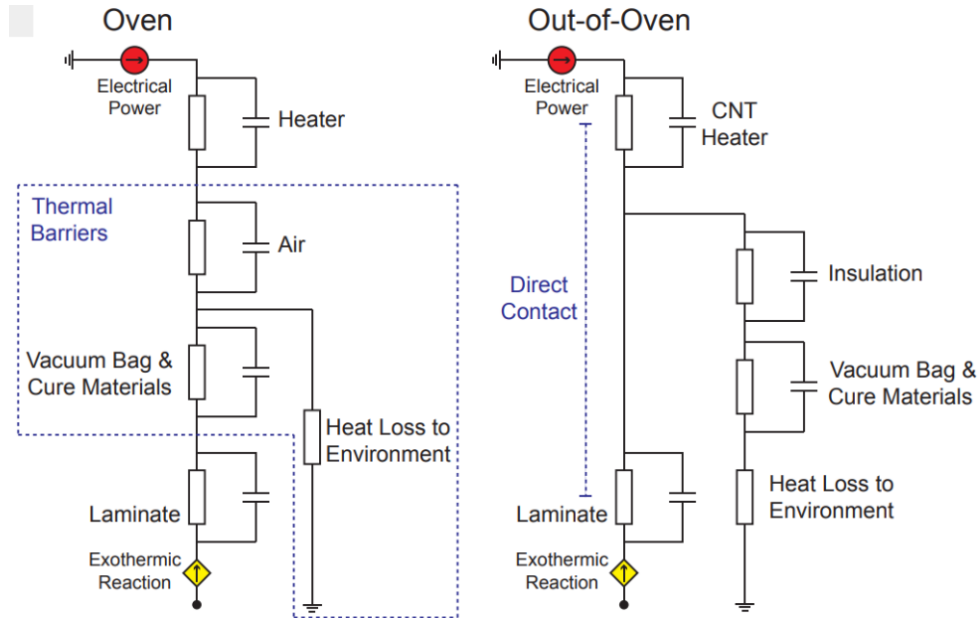 Oven
Electrical
Power
Heater
Thermal
Barriers
Air
Vacuum Bag &
Cure Materials
Heat Loss to
Environment
Laminate
Exothermic
Reaction
Out-of-Oven
Electrical
Power
CNT
Heater
Direct
Contact
Insulation
Vacuum Bag &
Cure Materials
Heat Loss to
Environment
Laminate
Exothermic
Reaction